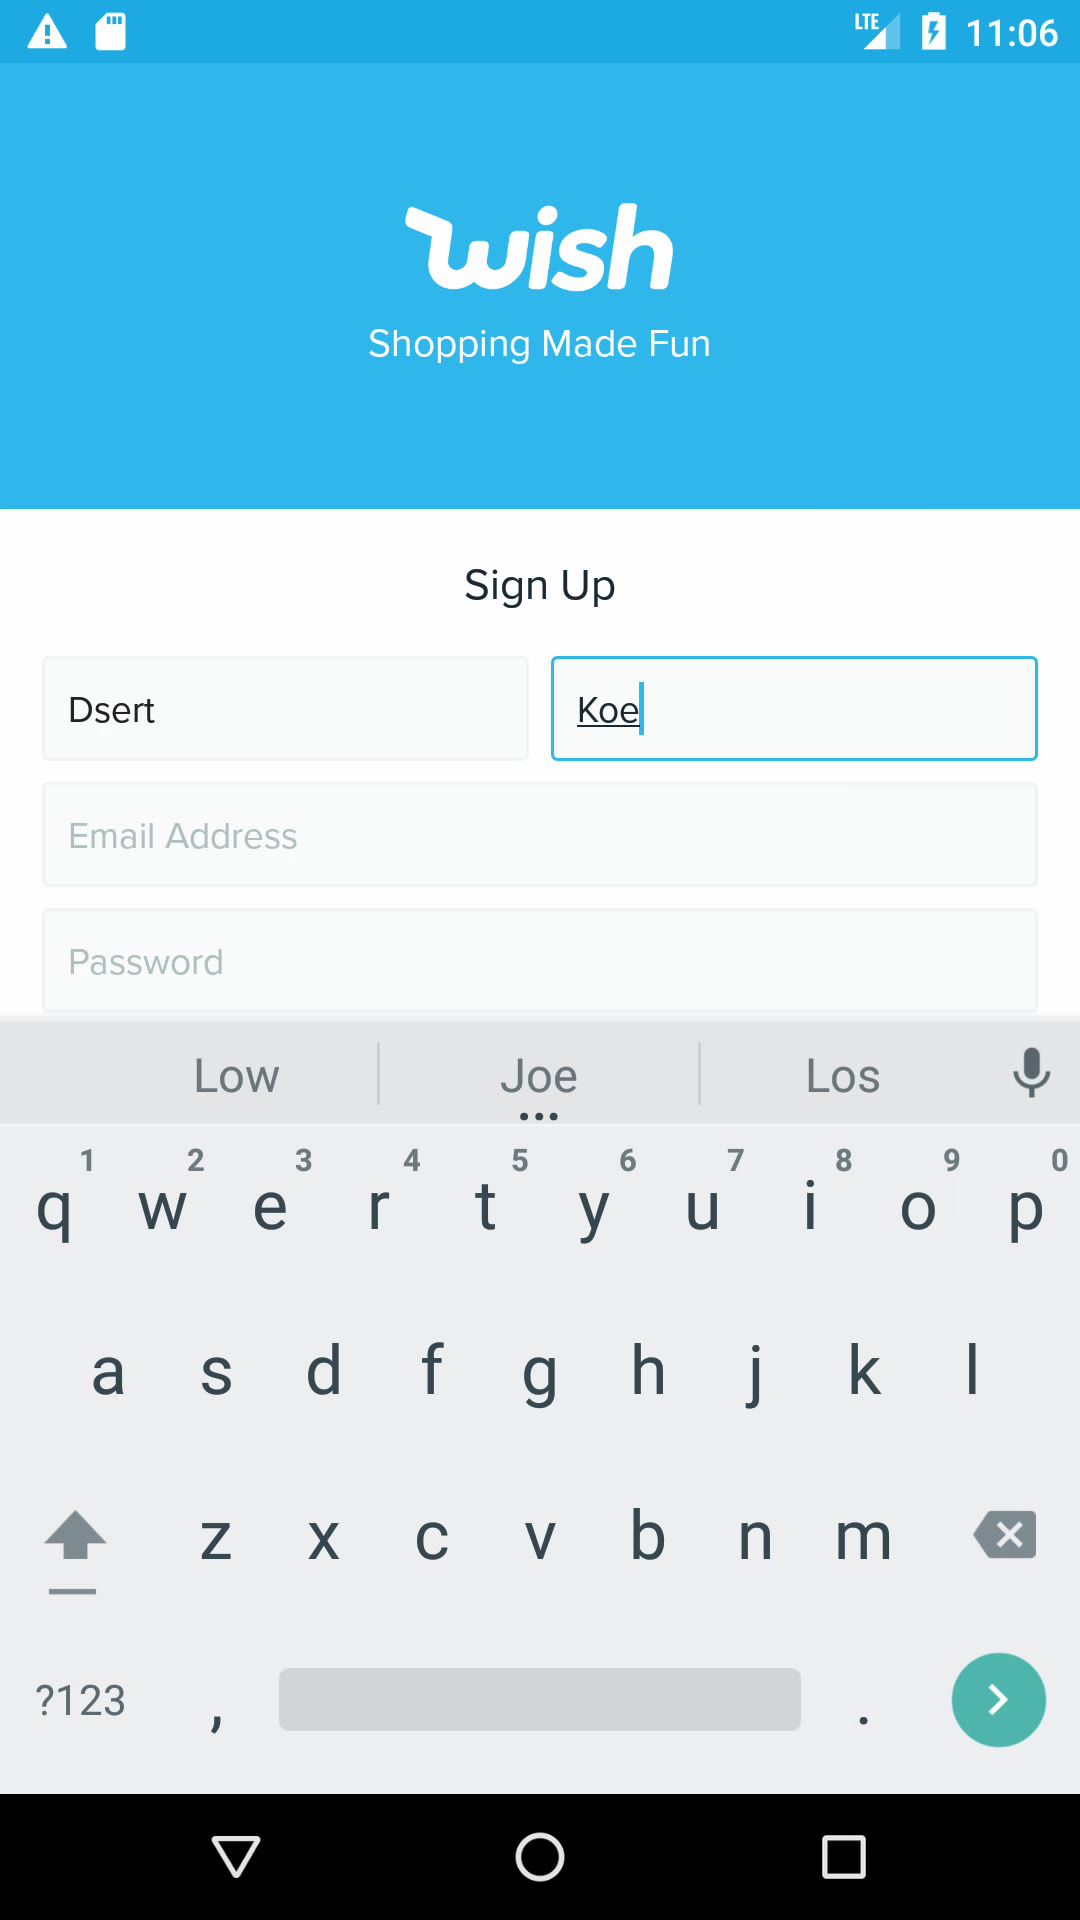 LTE 11:06
wish
Shopping Made Fun
Sign Up
Dsert Koe
Email Address
Password
Low Joe Los
1 2 3 4 5 6 7 8 9 0
q w e r t y u i o p
a s d f g h j k l
z x c v b n m
?123 , .